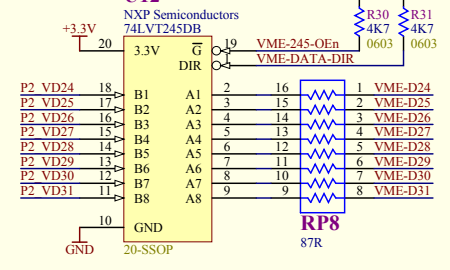 NXP Semiconductors
74LVT245DB
+3.3V
R30
4K7
0603
R31
4K7
0603
20 3.3V G 19 VME-245-OEn
DIR VME-DATA-DIR
P2_VD24 18 B1 A1 2 16 1 VME-D24
P2_VD25 17 B2 A2 3 15 2 VME-D25
P2_VD26 16 B3 A3 4 14 3 VME-D26
P2_VD27 15 B4 A4 5 13 4 VME-D27
P2_VD28 14 B5 A5 6 12 5 VME-D28
P2_VD29 13 B6 A6 7 11 6 VME-D29
P2_VD30 12 B7 A7 8 10 7 VME-D30
P2_VD31 11 B8 A8 9 9 8 VME-D31
10 GND
RP8
87R
GND
20-SSOP